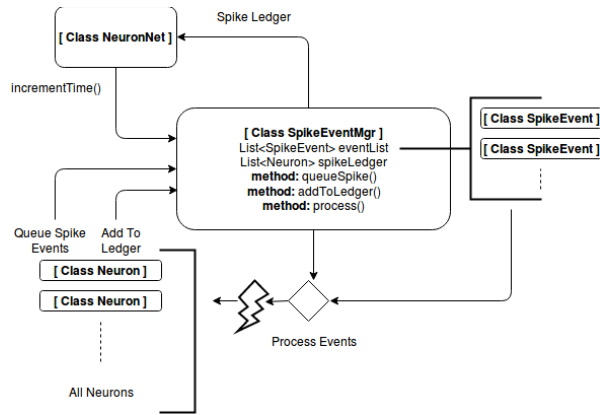 Spike Ledger
[ Class NeuronNet ]
incrementTime()
[ Class SpikeEventMgr ]
List<SpikeEvent> eventList
List<Neuron> spikeLedger
method: queueSpike()
method: addToLedger()
method: process()
[ Class SpikeEvent ]
[ Class SpikeEvent ]
Queue Spike
Events
Add To
Ledger
[ Class Neuron ]
[ Class Neuron ]
All Neurons
Process Events